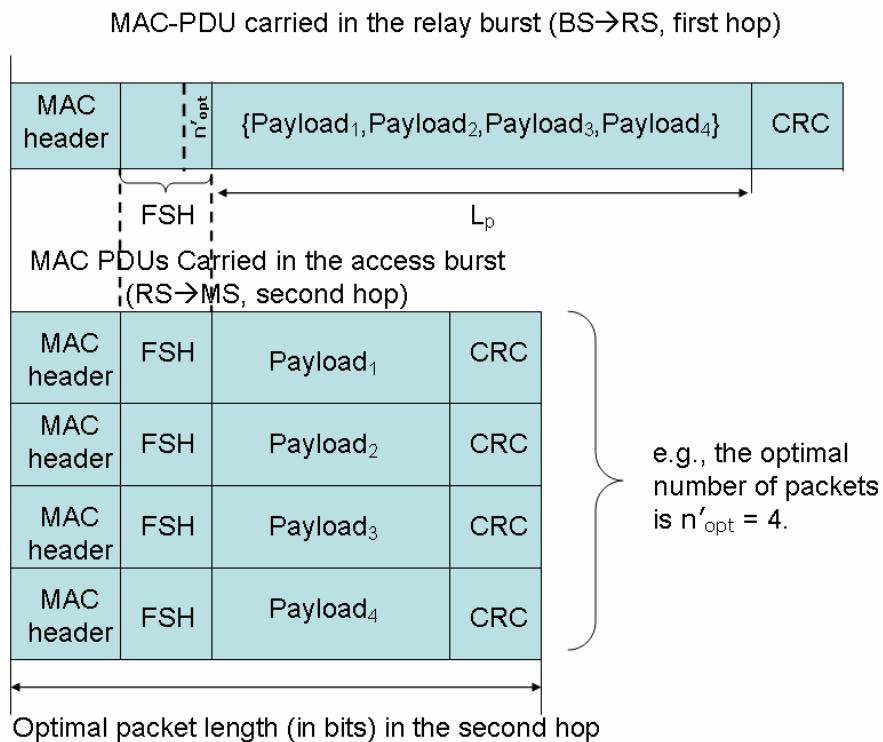 MAC-PDU carried in the relay burst (BS→RS, first hop)
MAC
header
n′opt
{Payload1,Payload2,Payload3,Payload4}
CRC
FSH
Lp
MAC PDUs Carried in the access burst
(RS→MS, second hop)
MAC
header
FSH
Payload1
CRC
MAC
header
FSH
Payload2
CRC
MAC
header
FSH
Payload3
CRC
MAC
header
FSH
Payload4
CRC
e.g., the optimal
number of packets
is n′opt = 4.
Optimal packet length (in bits) in the second hop